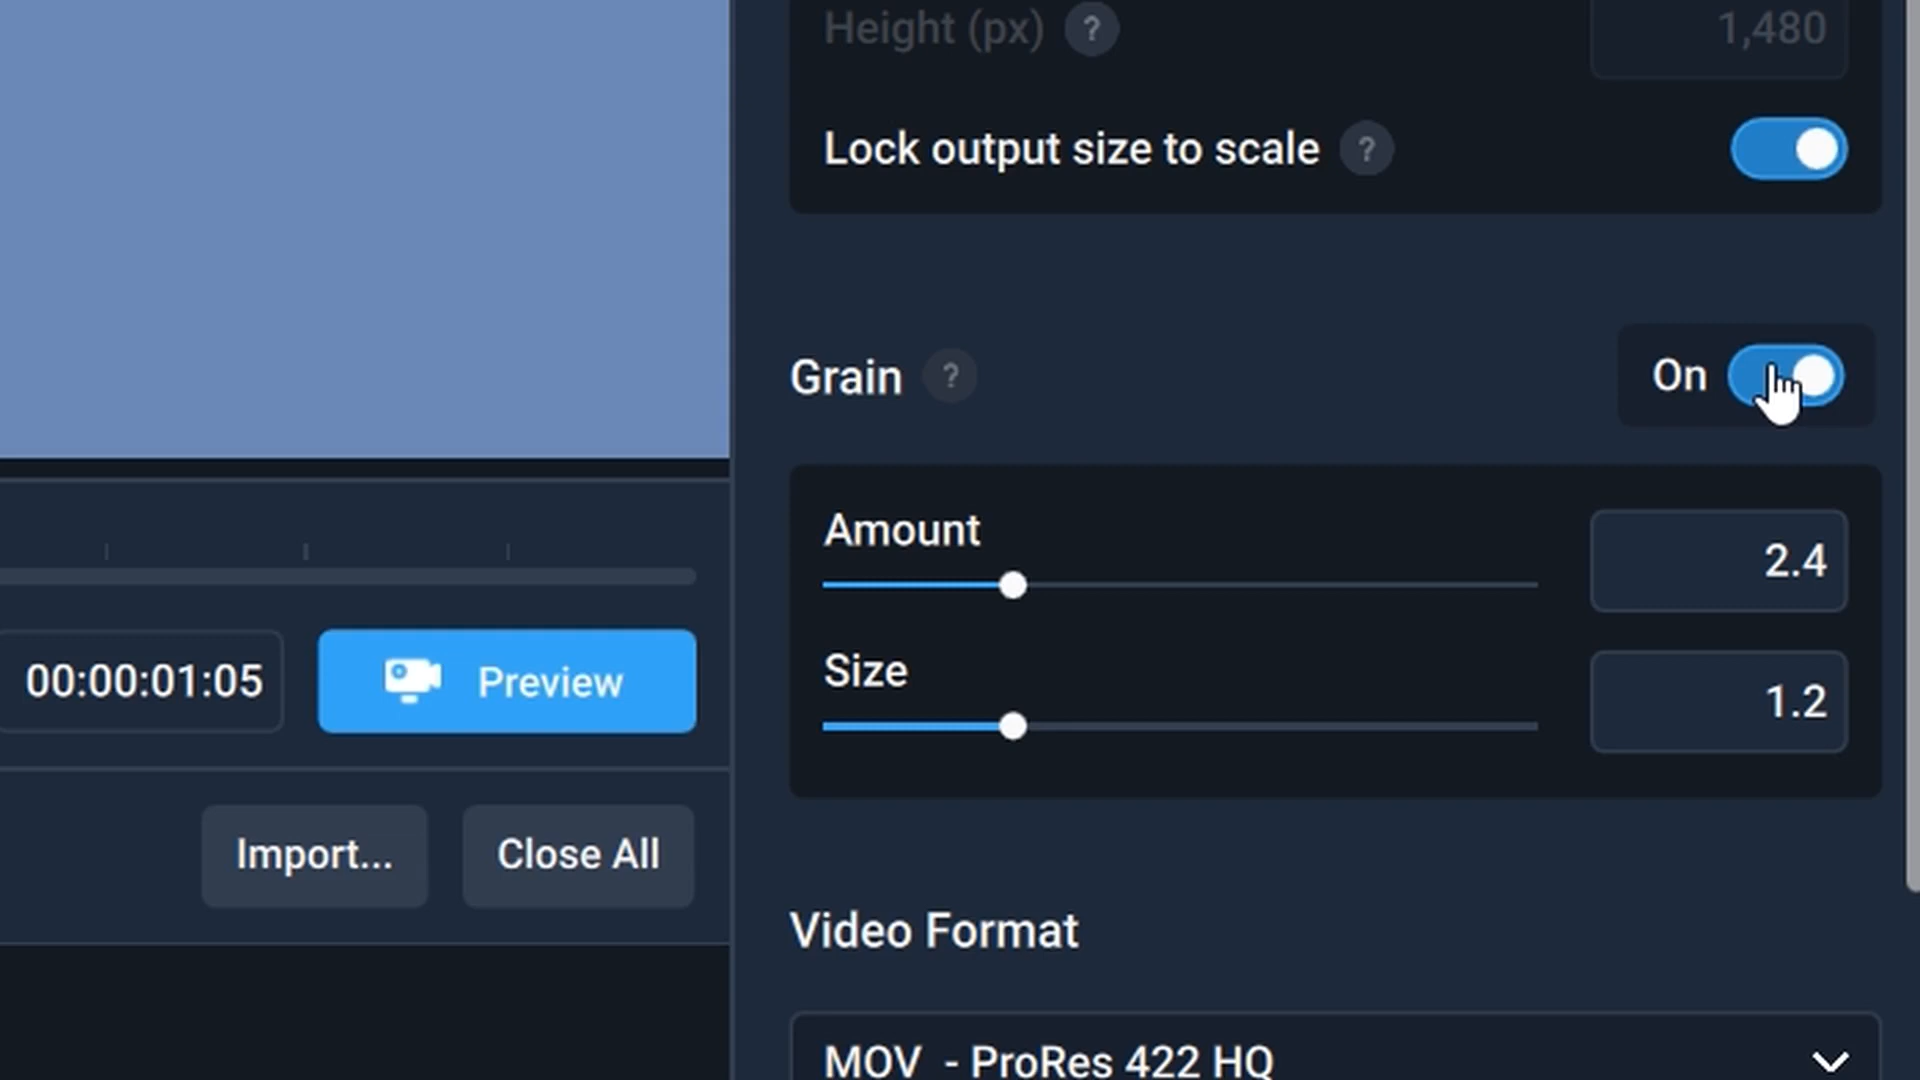 Height (px) ?
1,480
Lock output size to scale ?
Grain ?
On
Amount
2.4
Size
1.2
00:00:01:05
Preview
Import...
Close All
Video Format
MOV - ProRes 422 HQ